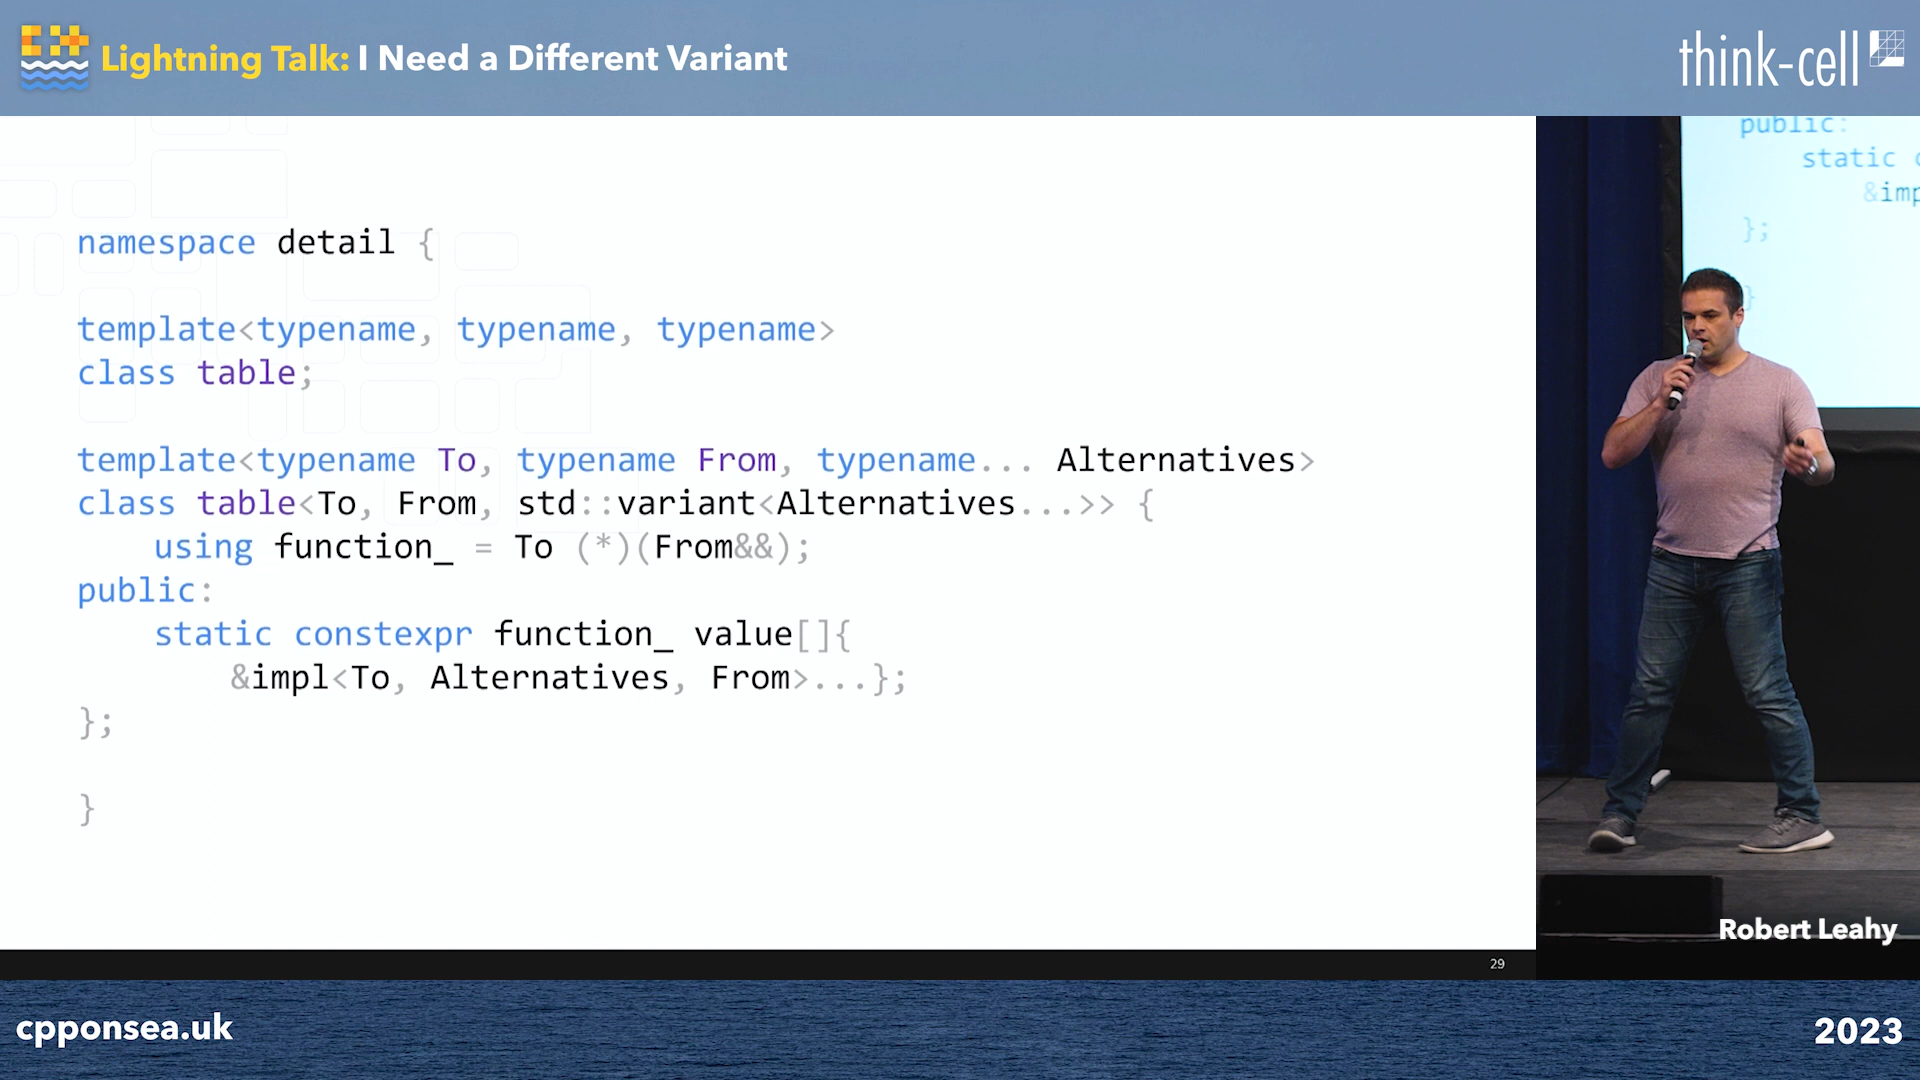 Lightning Talk: I Need a Different Variant
think-cell
namespace detail {
template<typename, typename, typename>
class table;
template<typename To, typename From, typename... Alternatives>
class table<To, From, std::variant<Alternatives...>> {
using function_ = To (*)(From&&);
public:
static constexpr function_ value[]{
&impl<To, Alternatives, From>...};
};
}
29
public:
static
&imp
};
}
Robert Leahy
cpponsea.uk
2023